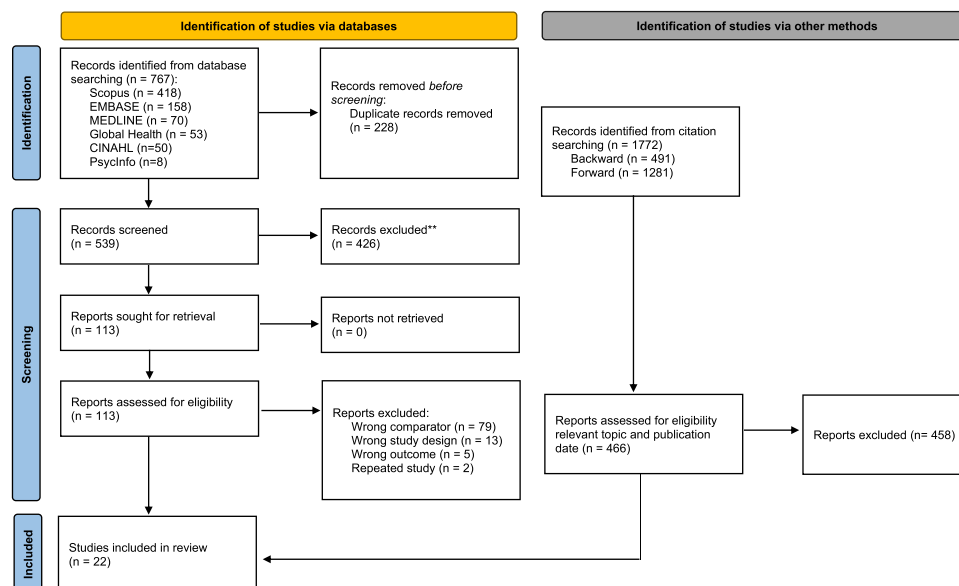 Identification of studies via databases
Identification of studies via other methods
Identification
Records identified from database
searching (n = 767):
Scopus (n = 418)
EMBASE (n = 158)
MEDLINE (n = 70)
Global Health (n = 53)
CINAHL (n=50)
PsycInfo (n=8)
Records removed before
screening:
Duplicate records removed
(n = 228)
Records identified from citation
searching (n = 1772)
Backward (n = 491)
Forward (n = 1281)
Screening
Records screened
(n = 539)
Records excluded**
(n = 426)
Reports sought for retrieval
(n = 113)
Reports not retrieved
(n = 0)
Reports assessed for eligibility
(n = 113)
Reports excluded:
Wrong comparator (n = 79)
Wrong study design (n = 13)
Wrong outcome (n = 5)
Repeated study (n = 2)
Reports assessed for eligibility
relevant topic and publication
date (n = 466)
Reports excluded (n= 458)
Included
Studies included in review
(n = 22)